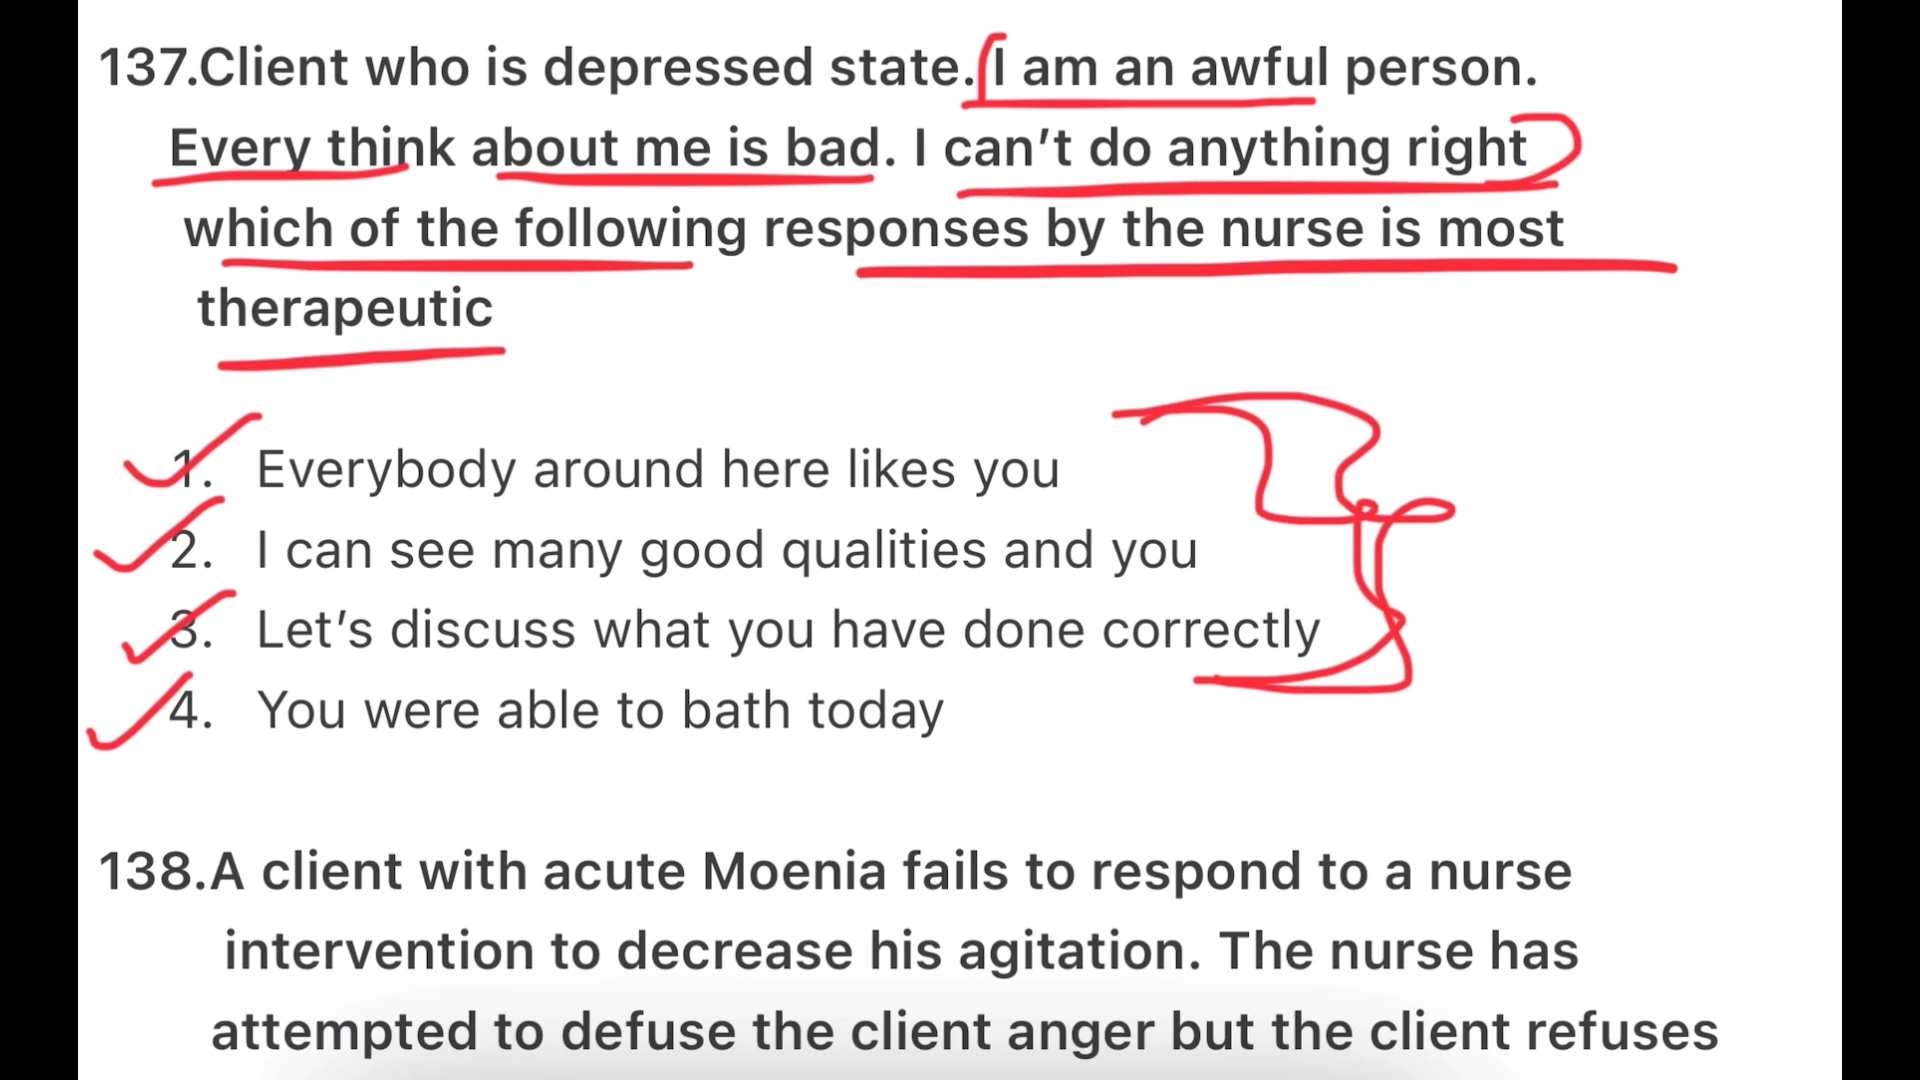 137.Client who is depressed state. I am an awful person.
Every think about me is bad. I can't do anything right
which of the following responses by the nurse is most
therapeutic
1. Everybody around here likes you
2. I can see many good qualities and you
3. Let's discuss what you have done correctly
4. You were able to bath today
138.A client with acute Moenia fails to respond to a nurse
intervention to decrease his agitation. The nurse has
attempted to defuse the client anger but the client refuses